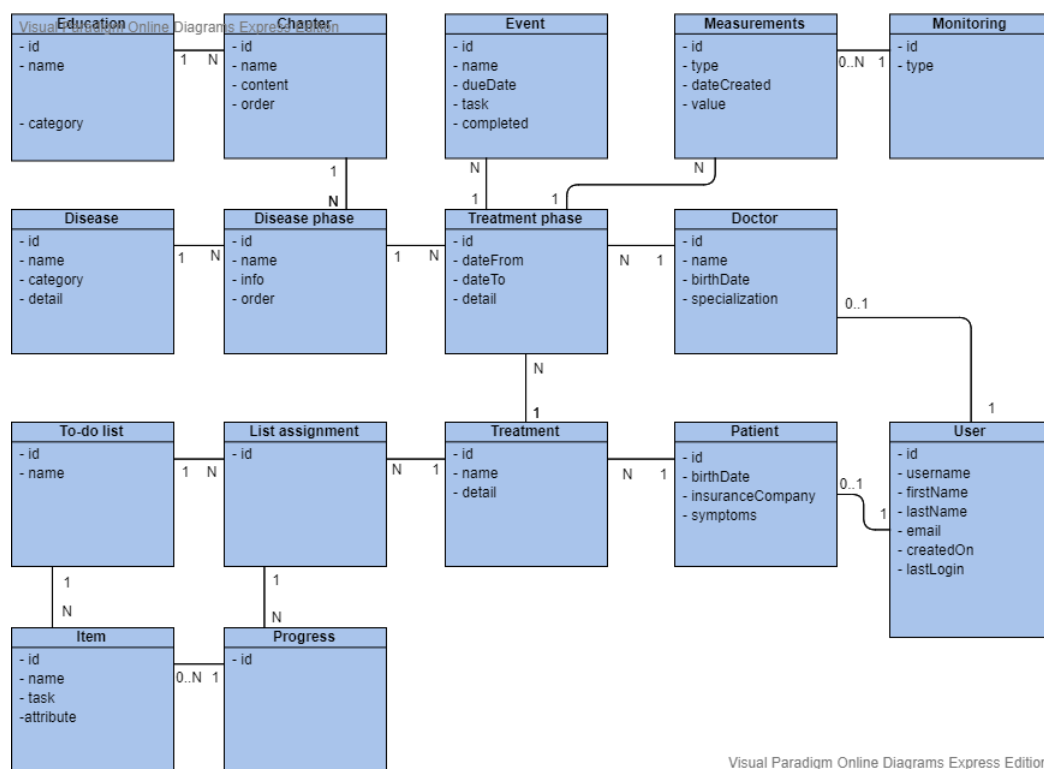 Visual Paradigm Online Diagrams Express Edition
Education
- id
- name
- category
1 N
Chapter
- id
- name
- content
- order
Event
- id
- name
- dueDate
- task
- completed
Measurements
- id
- type
- dateCreated
- value
0..N 1
Monitoring
- id
- type
1
N
N
1
N
1
Disease
- id
- name
- category
- detail
1 N
Disease phase
- id
- name
- info
- order
1 N
Treatment phase
- id
- dateFrom
- dateTo
- detail
N 1
Doctor
- id
- name
- birthDate
- specialization
0..1
1
N
1
To-do list
- id
- name
1 N
List assignment
- id
N 1
Treatment
- id
- name
- detail
N 1
Patient
- id
- birthDate
- insuranceCompany
- symptoms
0..1
1
User
- id
- username
- firstName
- lastName
- email
- createdOn
- lastLogin
1
N
1
N
Item
- id
- name
- task
-attribute
0..N 1
Progress
- id
Visual Paradigm Online Diagrams Express Edition